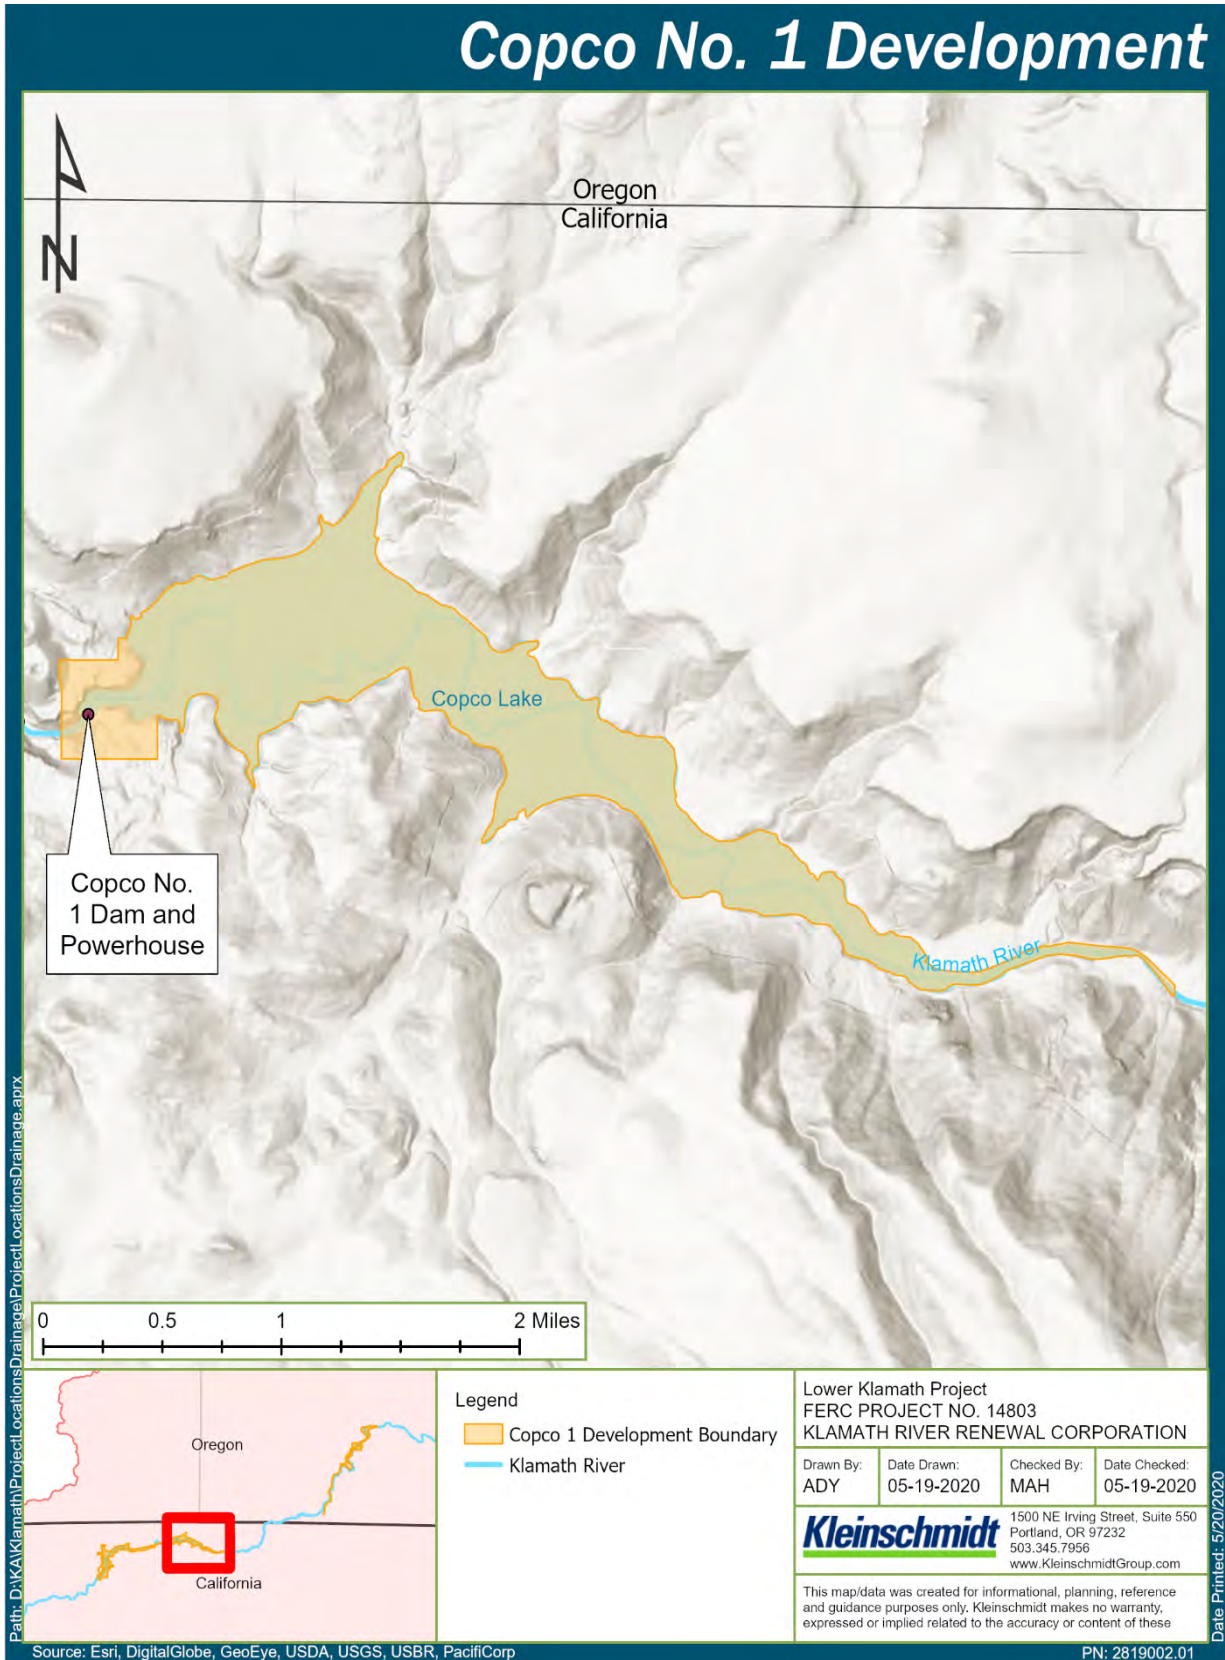 Copco No. 1 Development
Oregon
California
N
Copco Lake
Copco No.
1 Dam and
Powerhouse
Klamath River
0 0.5 1 2 Miles
Oregon
California
Legend
Copco 1 Development Boundary
Klamath River
Lower Klamath Project
FERC PROJECT NO. 14803
KLAMATH RIVER RENEWAL CORPORATION
Drawn By: Date Drawn: Checked By: Date Checked:
ADY 05-19-2020 MAH 05-19-2020
Kleinschmidt
1500 NE Irving Street, Suite 550
Portland, OR 97232
503.345.7956
www.KleinschmidtGroup.com
This map/data was created for informational, planning, reference
and guidance purposes only. Kleinschmidt makes no warranty,
expressed or implied related to the accuracy or content of these
Path: D:\KA\Klamath\ProjectLocationsDrainage\ProjectLocationsDrainage.aprx
Date Printed: 5/20/2020
Source: Esri, DigitalGlobe, GeoEye, USDA, USGS, USBR, PacifiCorp
PN: 2819002.01